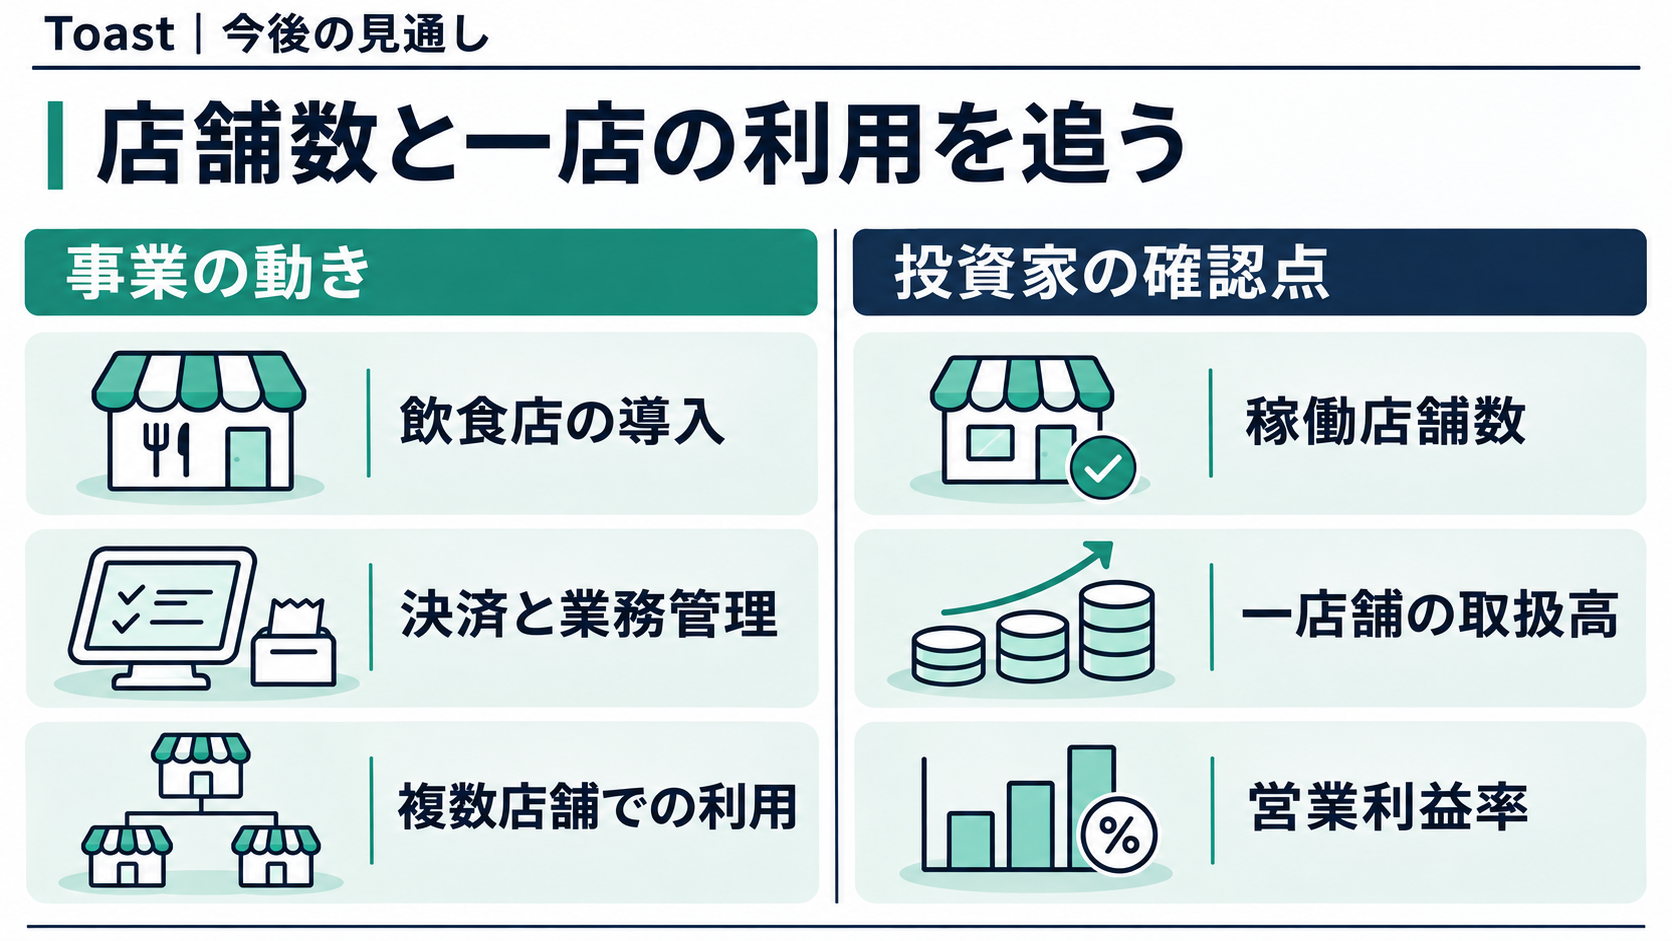 Toast｜今後の見通し
店舗数と一店の利用を追う
事業の動き
飲食店の導入
決済と業務管理
複数店舗での利用
投資家の確認点
稼働店舗数
一店舗の取扱高
%
営業利益率